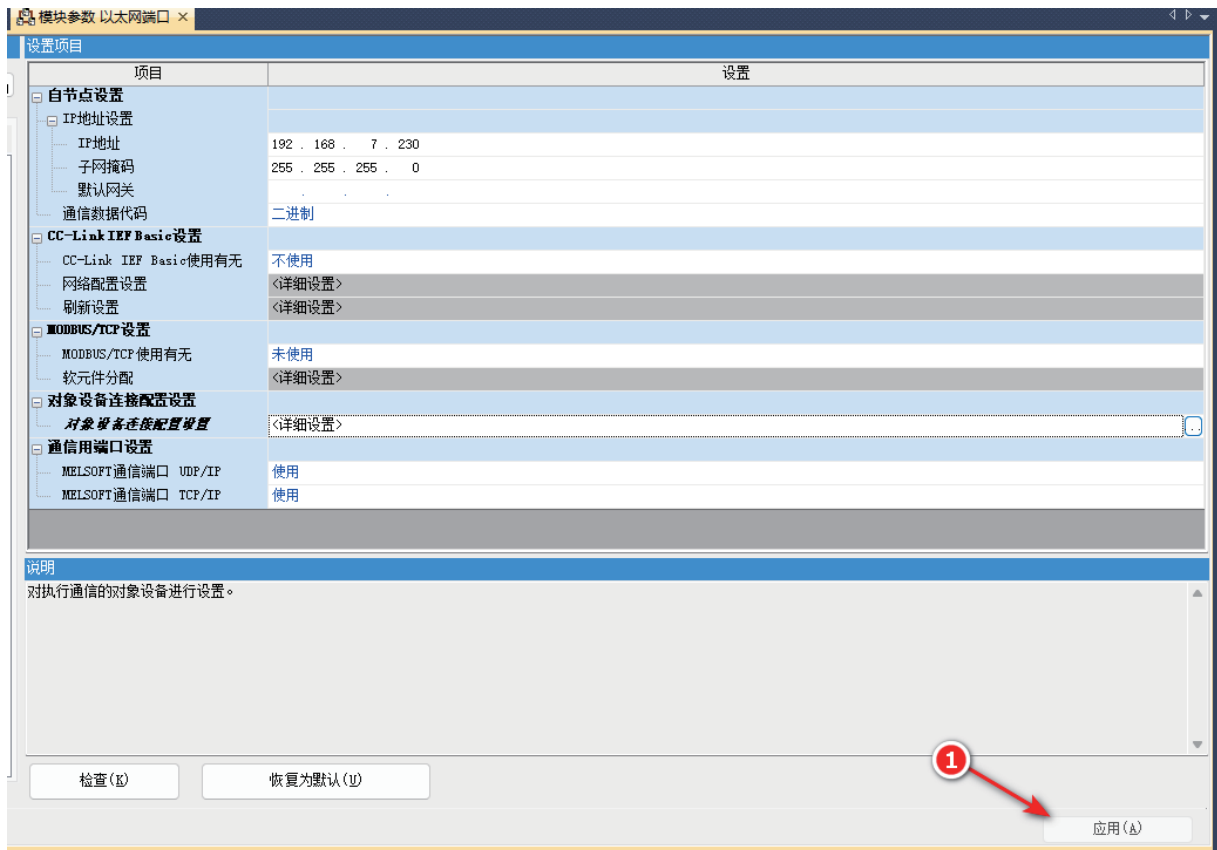 模块参数 以太网端口 ×
设置项目
项目 设置
自节点设置
IP地址设置
IP地址 192 . 168 . 7 . 230
子网掩码 255 . 255 . 255 . 0
默认网关 . . .
通信数据代码 二进制
CC-Link IEF Basic设置
CC-Link IEF Basic使用有无 不使用
网络配置设置 <详细设置>
刷新设置 <详细设置>
MODBUS/TCP设置
MODBUS/TCP使用有无 未使用
软元件分配 <详细设置>
对象设备连接配置设置
对象设备连接配置设置 <详细设置> ..
通信用端口设置
MELSOFT通信端口 UDP/IP 使用
MELSOFT通信端口 TCP/IP 使用
说明
对执行通信的对象设备进行设置。
1
检查(K) 恢复为默认(U)
应用(A)